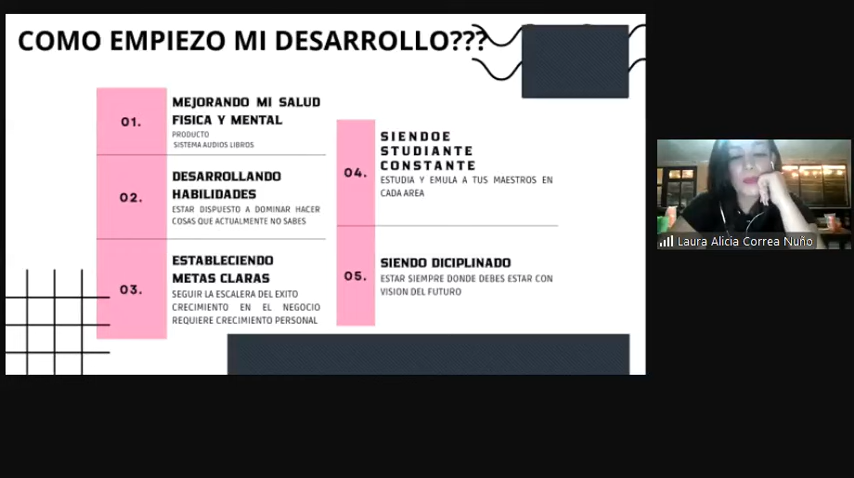 COMO EMPIEZO MI DESARROLLO???
01.
MEJORANDO MI SALUD
FISICA Y MENTAL
PRODUCTO
SISTEMA AUDIOS LIBROS
02.
DESARROLLANDO
HABILIDADES
ESTAR DISPUESTO A DOMINAR HACER
COSAS QUE ACTUALMENTE NO SABES
03.
ESTABLECIENDO
METAS CLARAS
SEGUIR LA ESCALERA DEL EXITO
CRECIMIENTO EN EL NEGOCIO
REQUIERE CRECIMIENTO PERSONAL
04.
SIENDOE
STUDIANTE
CONSTANTE
ESTUDIA Y EMULA A TUS MAESTROS EN
CADA AREA
05.
SIENDO DICIPLINADO
ESTAR SIEMPRE DONDE DEBES ESTAR CON
VISION DEL FUTURO
Laura Alicia Correa Nuño